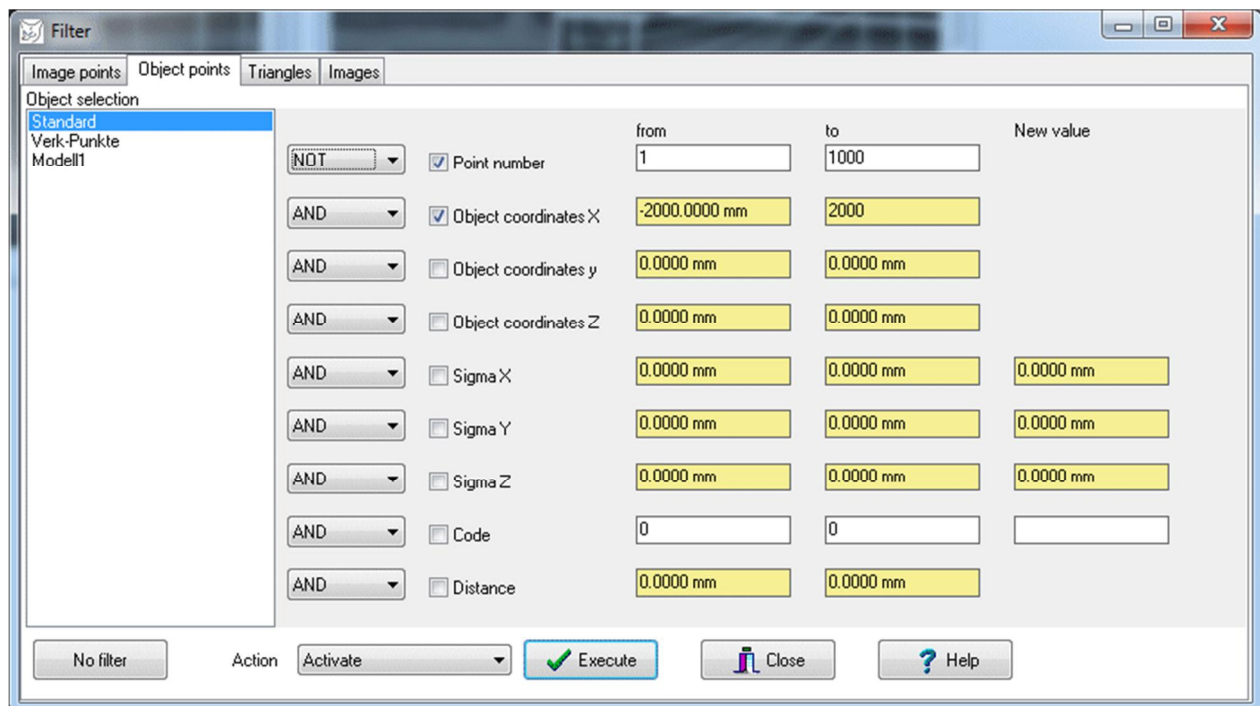 Filter
Image points Object points Triangles Images
Object selection
Standard
Verk-Punkte
Modell1
from to New value
NOT Point number 1 1000
AND Object coordinates X -2000.0000 mm 2000
AND Object coordinates y 0.0000 mm 0.0000 mm
AND Object coordinates Z 0.0000 mm 0.0000 mm
AND Sigma X 0.0000 mm 0.0000 mm 0.0000 mm
AND Sigma Y 0.0000 mm 0.0000 mm 0.0000 mm
AND Sigma Z 0.0000 mm 0.0000 mm 0.0000 mm
AND Code 0 0
AND Distance 0.0000 mm 0.0000 mm
No filter Action Activate Execute Close ? Help